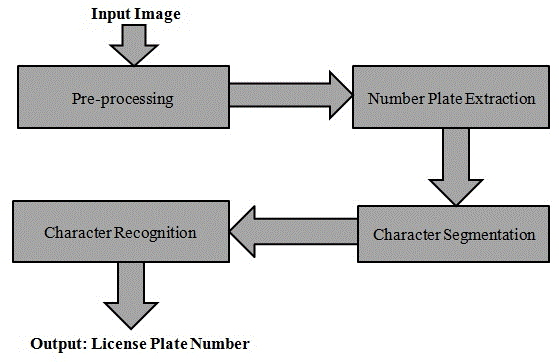 Input Image
Pre-processing
Number Plate Extraction
Character Segmentation
Character Recognition
Output: License Plate Number